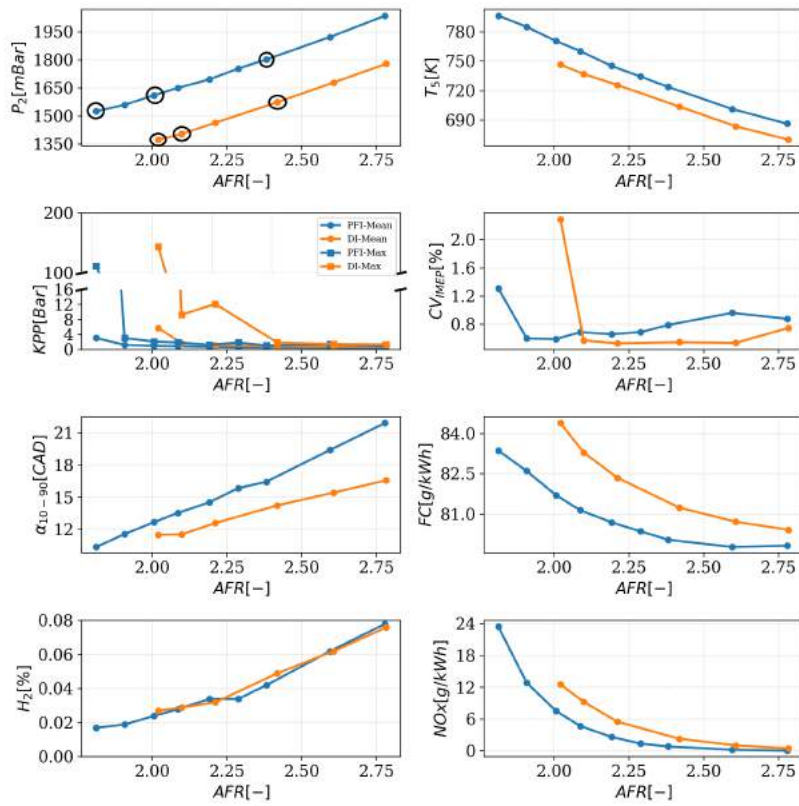 1950
1800
1650
1500
1350
P2[mBar]
2.00 2.25 2.50 2.75
AFR[−]
780
750
720
690
T5[K]
2.00 2.25 2.50 2.75
AFR[−]
200
100
16
12
8
4
0
KPP[Bar]
PFI-Mean
DI-Mean
PFI-Max
DI-Max
2.00 2.25 2.50 2.75
AFR[−]
2.0
1.6
1.2
0.8
CVIMEP[%]
2.00 2.25 2.50 2.75
AFR[−]
21
18
15
12
α10−90[CAD]
2.00 2.25 2.50 2.75
AFR[−]
84.0
82.5
81.0
FC[g/kWh]
2.00 2.25 2.50 2.75
AFR[−]
0.08
0.06
0.04
0.02
0.00
H2[%]
2.00 2.25 2.50 2.75
AFR[−]
24
18
12
6
0
NOx[g/kWh]
2.00 2.25 2.50 2.75
AFR[−]